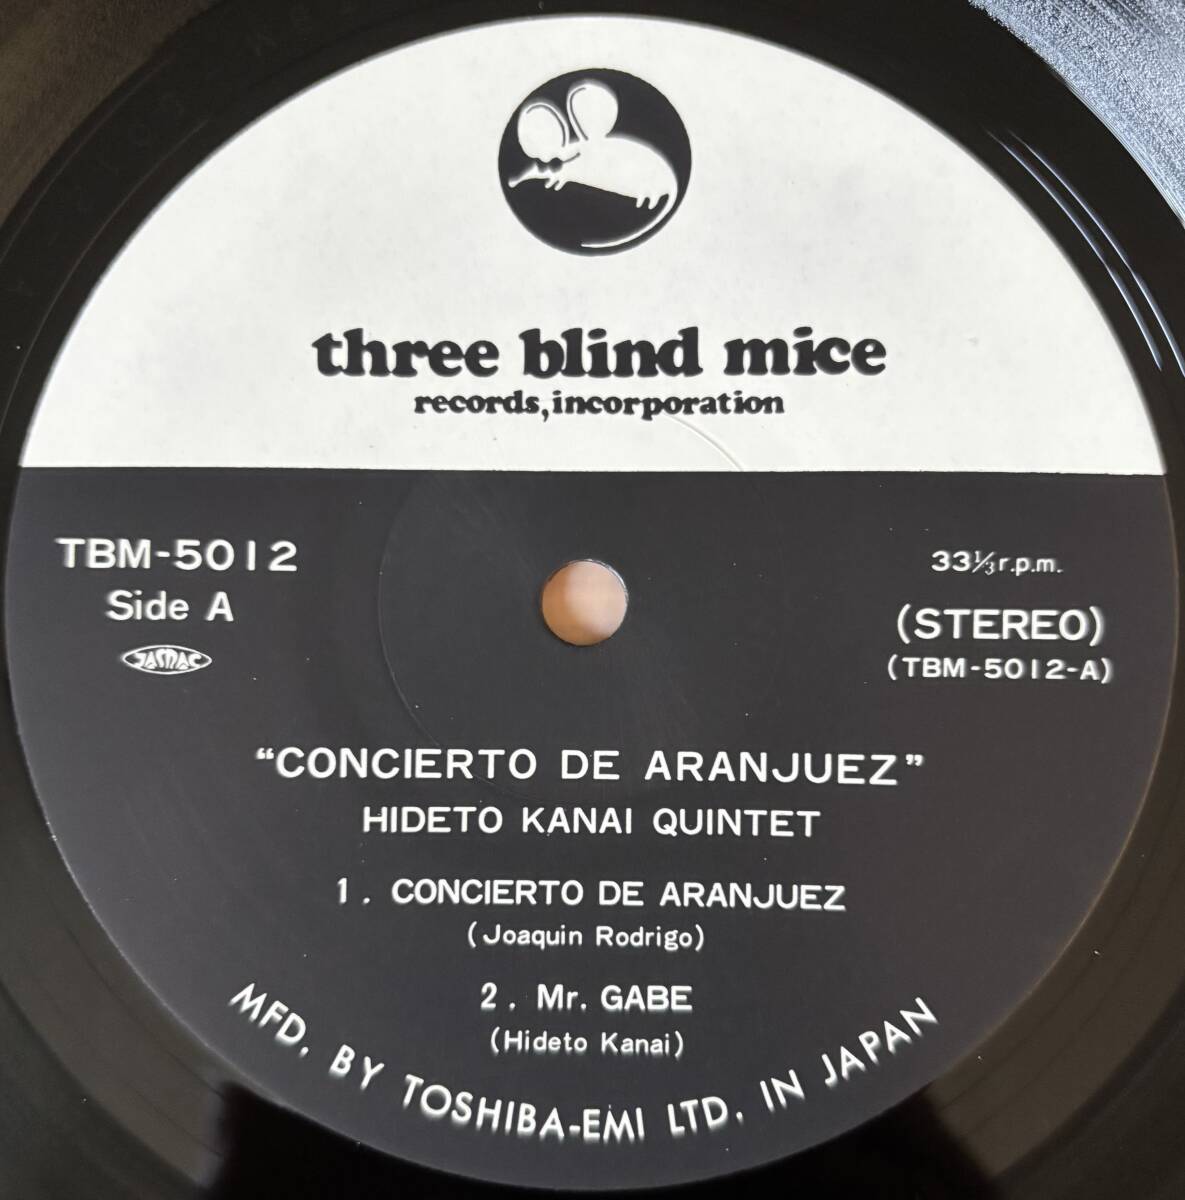 three blind mice
records, incorporation
TBM-5012
Side A
JASRAC
33⅓ r.p.m.
(STEREO)
(TBM-5012-A)
"CONCIERTO DE ARANJUEZ"
HIDETO KANAI QUINTET
1. CONCIERTO DE ARANJUEZ
(Joaquin Rodrigo)
2. Mr. GABE
(Hideto Kanai)
MFD. BY TOSHIBA-EMI LTD. IN JAPAN